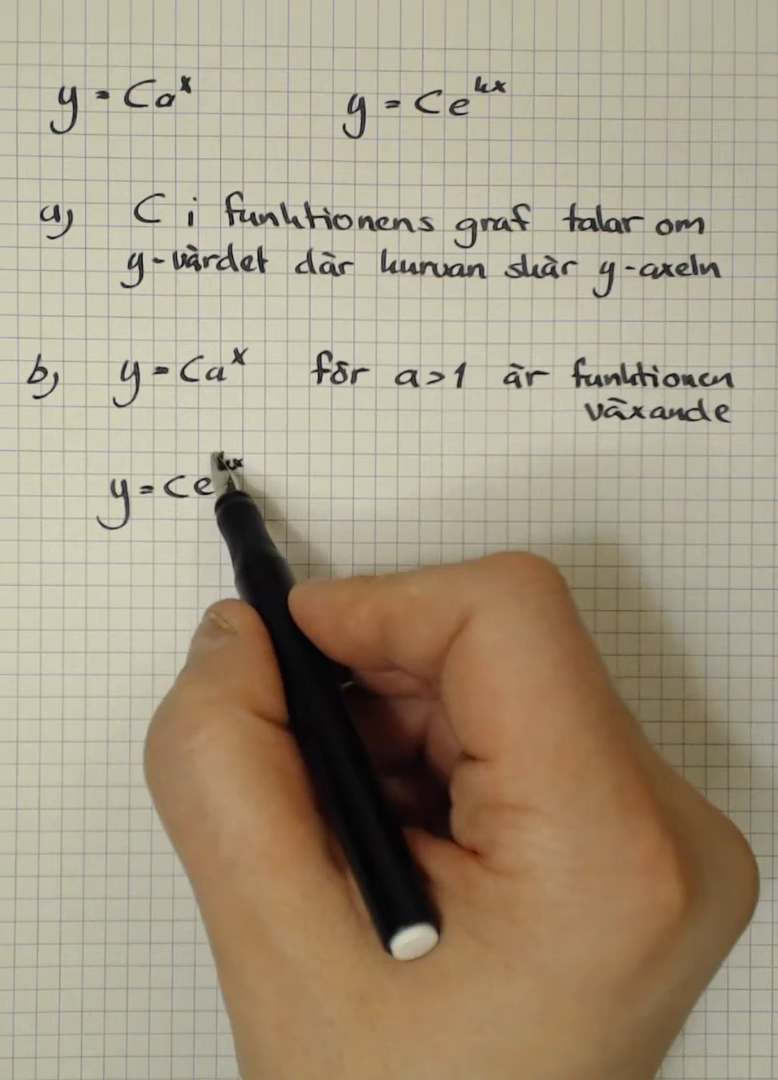 y = Ca^x y = Ce^kx
a) C i funktionens graf talar om
y-värdet där kurvan skär y-axeln
b) y = Ca^x för a>1 är funktionen
växande
y = Ce^kx